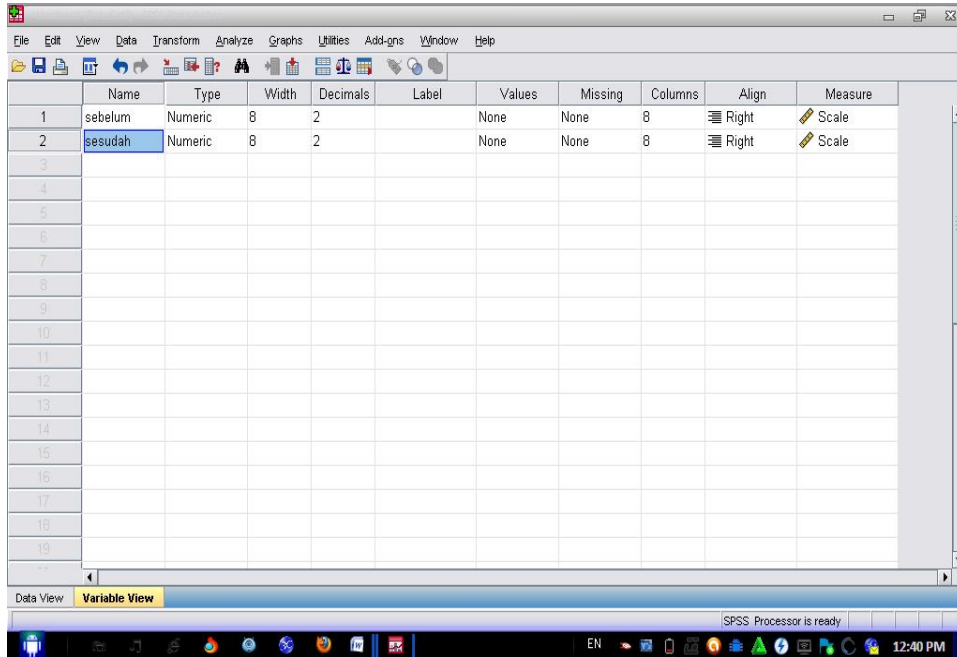 File Edit View Data Transform Analyze Graphs Utilities Add-ons Window Help
Name Type Width Decimals Label Values Missing Columns Align Measure
1 sebelum Numeric 8 2 None None 8 Right Scale
2 sesudah Numeric 8 2 None None 8 Right Scale
3
4
5
6
7
8
9
10
11
12
13
14
15
16
17
18
19
Data View Variable View
SPSS Processor is ready
EN 12:40 PM